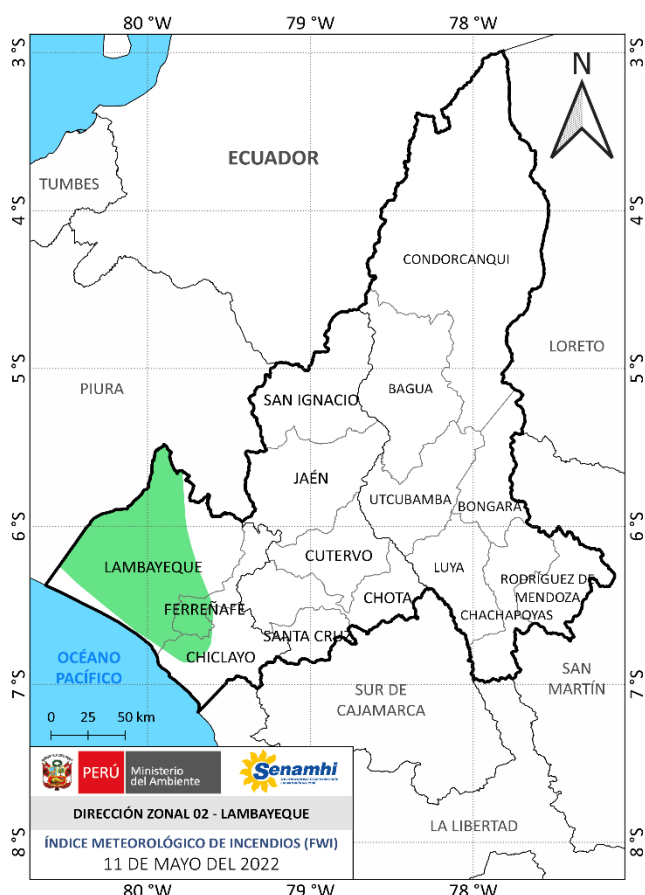 80 °W 79 °W 78 °W
3 °S 3 °S
N
ECUADOR
TUMBES
4 °S 4 °S
CONDORCANQUI
LORETO
5 °S 5 °S
PIURA
SAN IGNACIO
BAGUA
JAÉN
UTCUBAMBA
BONGARA
6 °S 6 °S
LAMBAYEQUE
CUTERVO
LUYA
RODRÍGUEZ DE
MENDOZA
FERREÑAFE
CHOTA
CHACHAPOYAS
SANTA CRUZ
CHICLAYO
OCÉANO
PACÍFICO
SAN
MARTÍN
7 °S 7 °S
SUR DE
CAJAMARCA
0 25 50 km
PERÚ
Ministerio
del Ambiente
Senamhi
DIRECCIÓN ZONAL 02 - LAMBAYEQUE
LA LIBERTAD
ÍNDICE METEOROLÓGICO DE INCENDIOS (FWI)
8 °S 8 °S
11 DE MAYO DEL 2022
80 °W 79 °W 78 °W